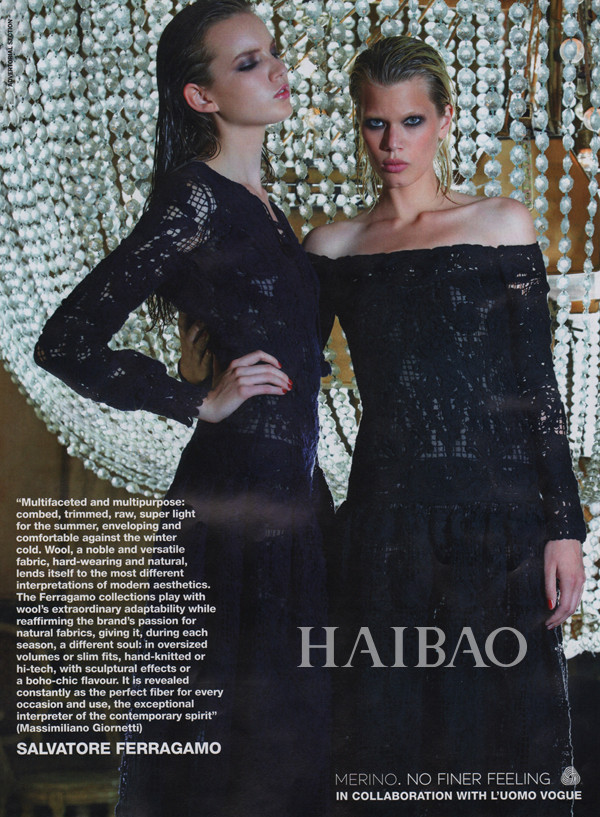 ADVERTORIAL SECTION
“Multifaceted and multipurpose:
combed, trimmed, raw, super light
for the summer, enveloping and
comfortable against the winter
cold. Wool, a noble and versatile
fabric, hard-wearing and natural,
lends itself to the most different
interpretations of modern aesthetics.
The Ferragamo collections play with
wool’s extraordinary adaptability while
reaffirming the brand’s passion for
natural fabrics, giving it, during each
season, a different soul: in oversized
volumes or slim fits, hand-knitted or
hi-tech, with sculptural effects or
a boho-chic flavour. It is revealed
constantly as the perfect fiber for every
occasion and use, the exceptional
interpreter of the contemporary spirit”
(Massimiliano Giornetti)
SALVATORE FERRAGAMO
HAIBAO
MERINO. NO FINER FEELING
IN COLLABORATION WITH L’UOMO VOGUE